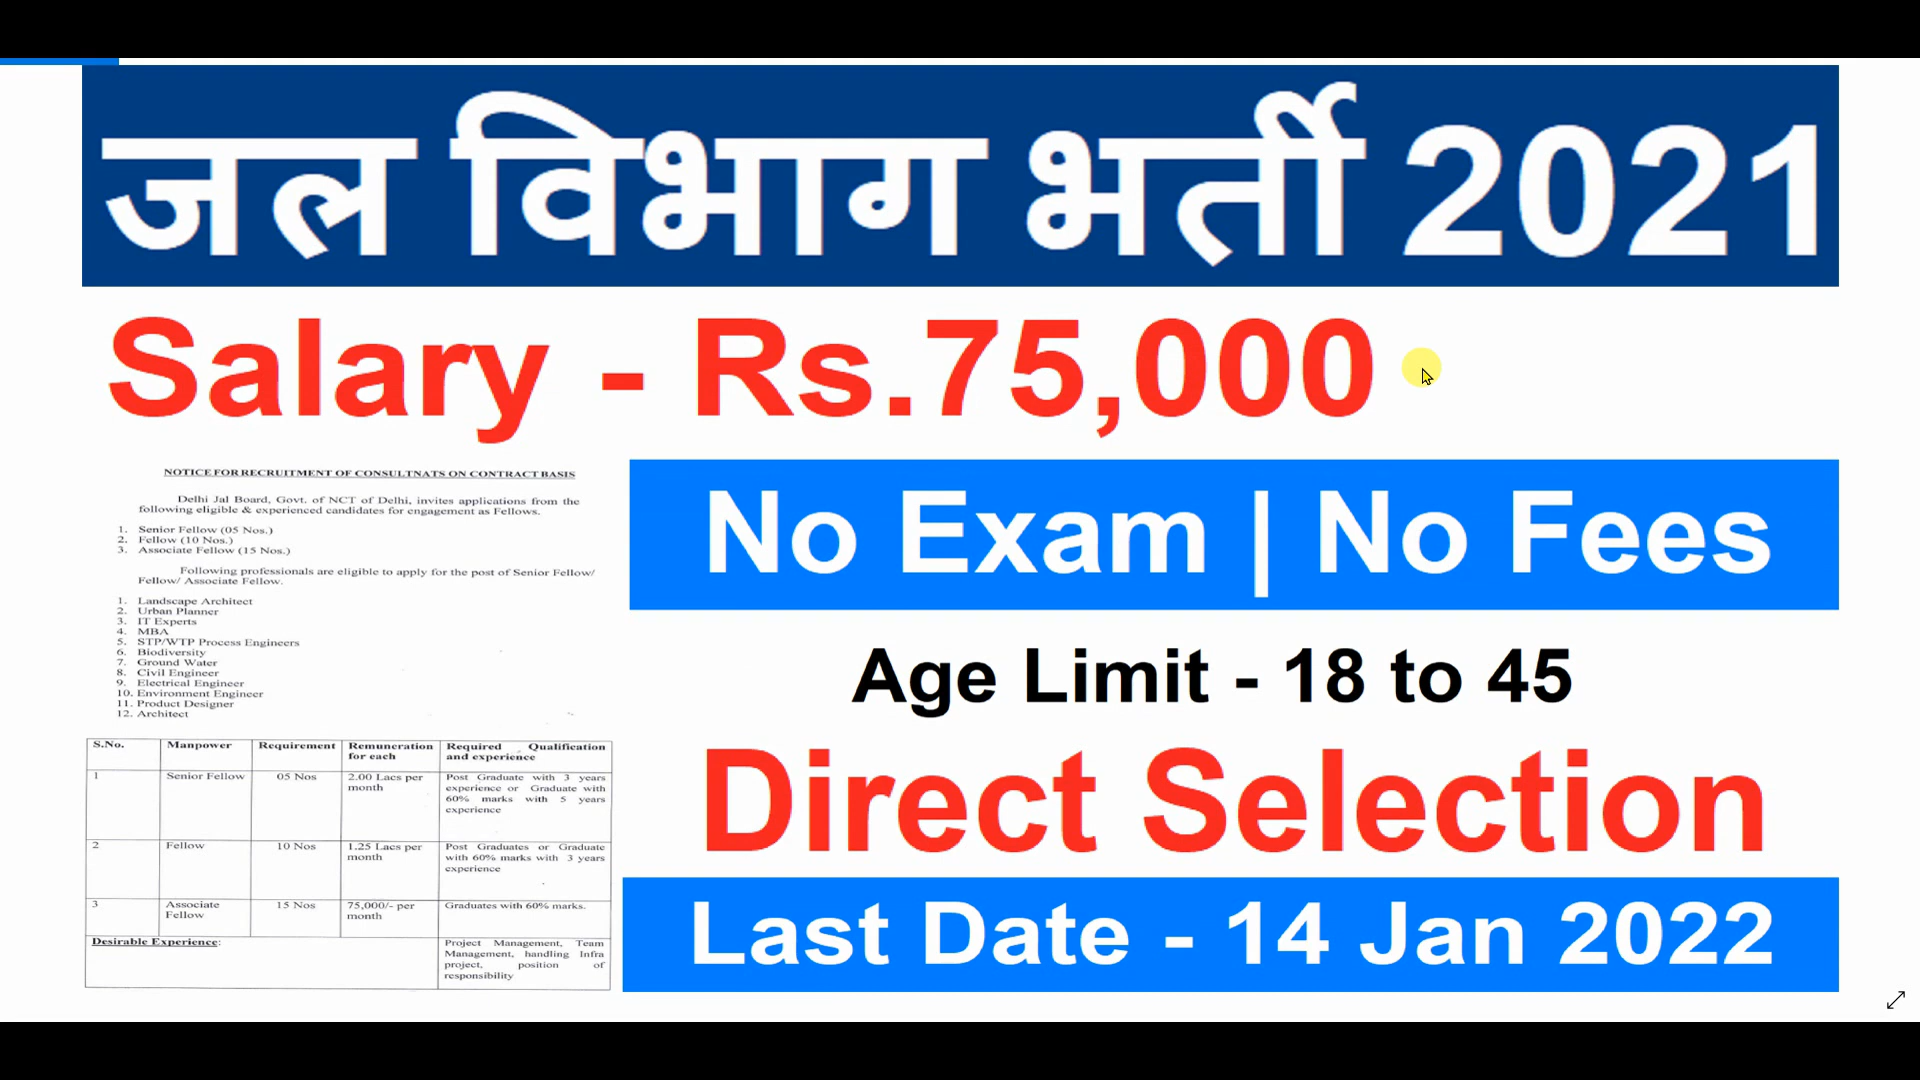 जल विभाग भर्ती 2021
Salary - Rs.75,000
NOTICE FOR RECRUITMENT OF CONSULTNATS ON CONTRACT BASIS
Delhi Jal Board, Govt. of NCT of Delhi, invites applications from the
following eligible & experienced candidates for engagement as Fellows.
1. Senior Fellow (05 Nos.)
2. Fellow (10 Nos.)
3. Associate Fellow (15 Nos.)
Following professionals are eligible to apply for the post of Senior Fellow/
Fellow/ Associate Fellow.
1. Landscape Architect
2. Urban Planner
3. IT Experts
4. MBA
5. STP/WTP Process Engineers
6. Biodiversity
7. Ground Water
8. Civil Engineer
9. Electrical Engineer
10. Environment Engineer
11. Product Designer
12. Architect
S.No. Manpower Requirement Remuneration for each Required Qualification and experience
1 Senior Fellow 05 Nos 2.00 Lacs per month Post Graduate with 3 years experience or Graduate with 60% marks with 5 years experience
2 Fellow 10 Nos 1.25 Lacs per month Post Graduates or Graduate with 60% marks with 3 years experience
3 Associate Fellow 15 Nos 75,000/- per month Graduates with 60% marks.
Desirable Experience: Project Management, Team Management, handling Infra project, position of responsibility
No Exam | No Fees
Age Limit - 18 to 45
Direct Selection
Last Date - 14 Jan 2022